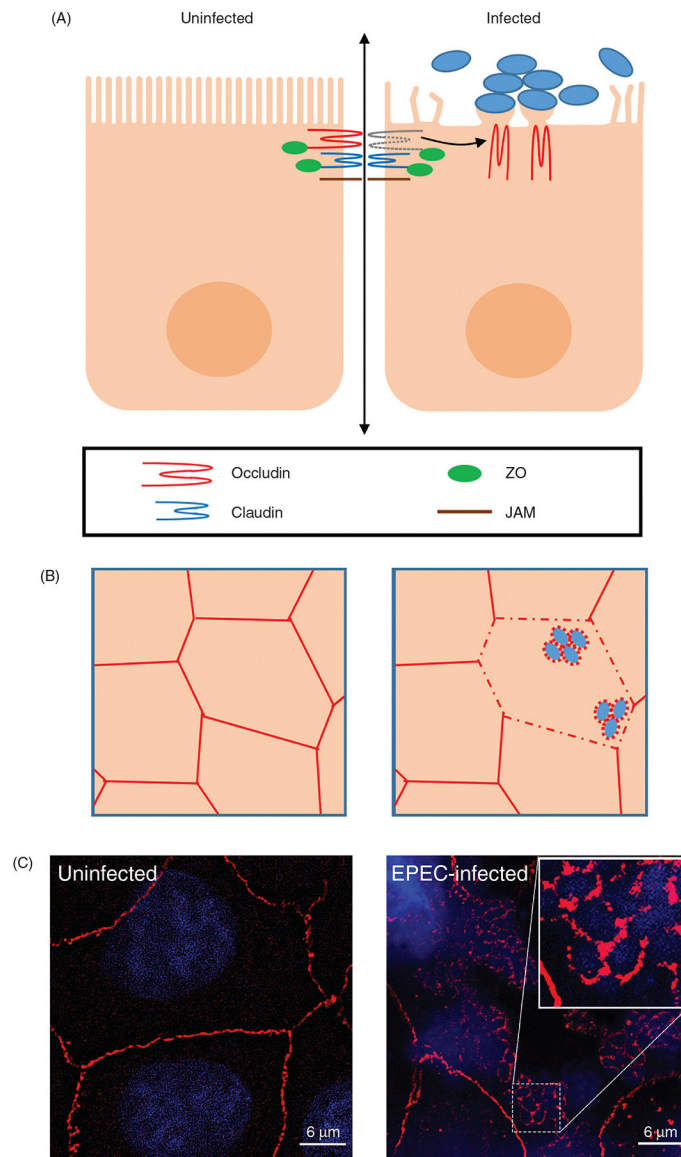 (A)
Uninfected
Infected
Occludin
ZO
Claudin
JAM
(B)
(C)
Uninfected
EPEC-infected
6 μm
6 μm